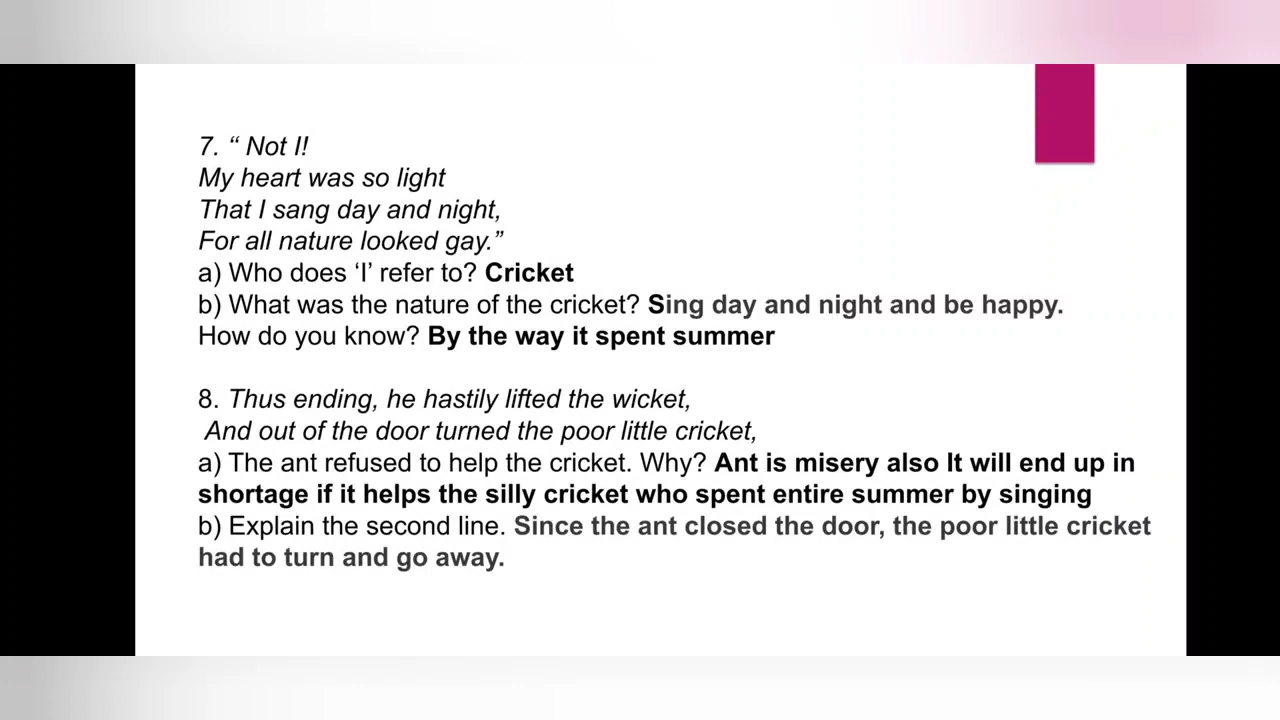 7. “ Not I!
My heart was so light
That I sang day and night,
For all nature looked gay.”
a) Who does ‘I’ refer to? Cricket
b) What was the nature of the cricket? Sing day and night and be happy.
How do you know? By the way it spent summer
8. Thus ending, he hastily lifted the wicket,
And out of the door turned the poor little cricket,
a) The ant refused to help the cricket. Why? Ant is misery also It will end up in
shortage if it helps the silly cricket who spent entire summer by singing
b) Explain the second line. Since the ant closed the door, the poor little cricket
had to turn and go away.